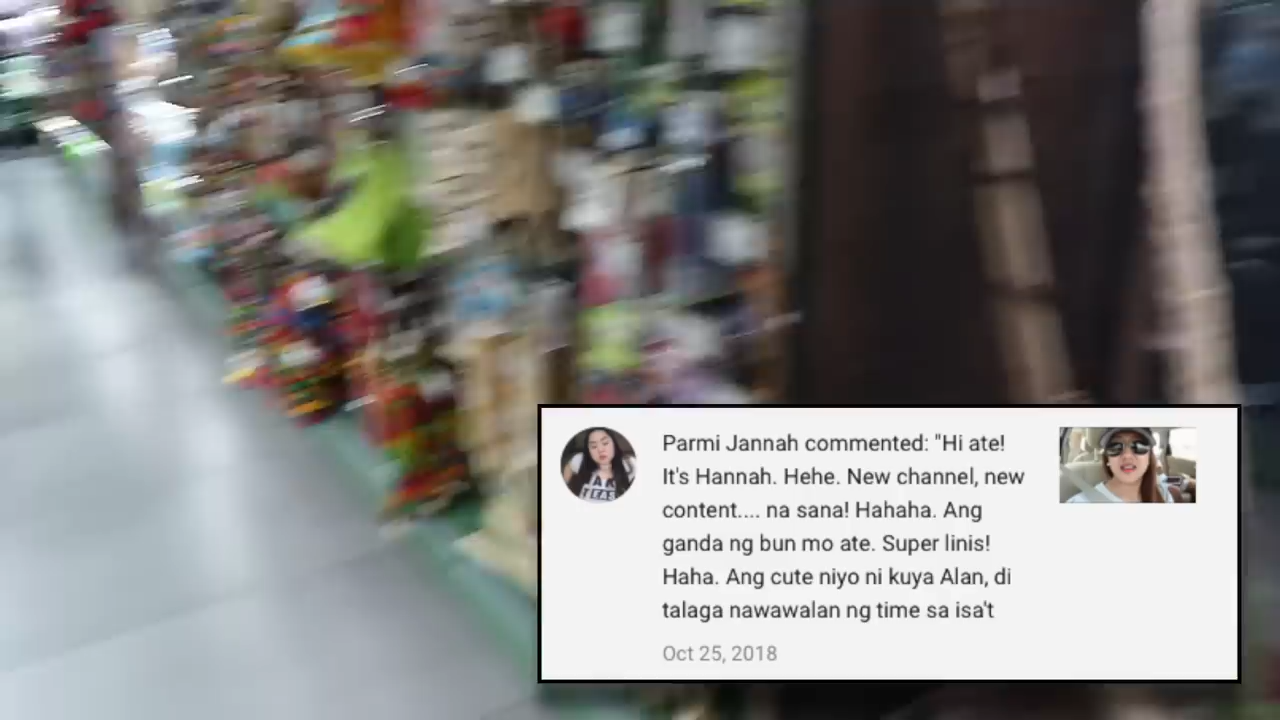 Parmi Jannah commented: "Hi ate!
It's Hannah. Hehe. New channel, new
content.... na sana! Hahaha. Ang
ganda ng bun mo ate. Super linis!
Haha. Ang cute niyo ni kuya Alan, di
talaga nawawalan ng time sa isa't
Oct 25, 2018